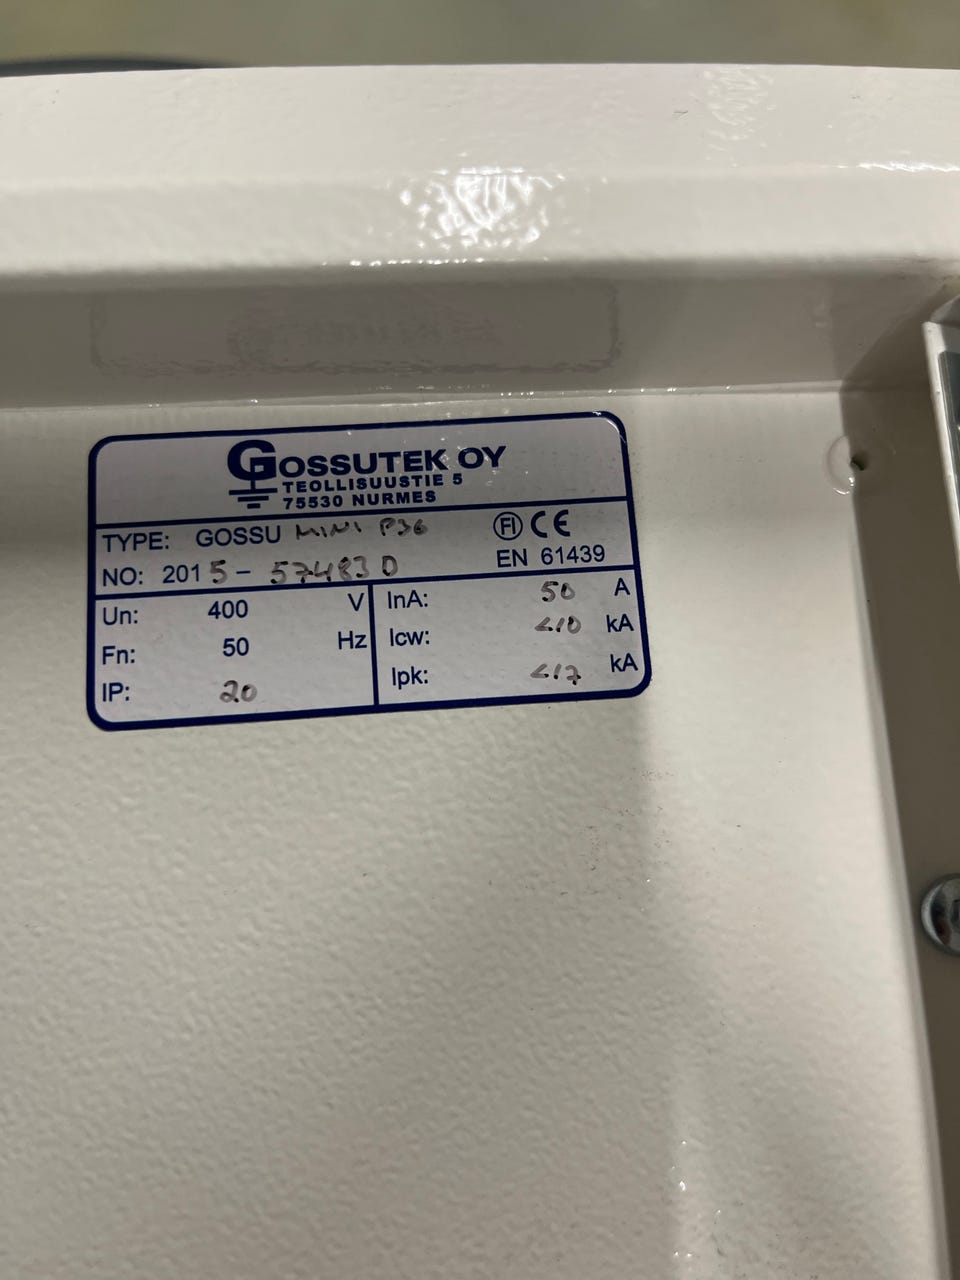 GOSSUTEK OY
TEOLLISUUSTIE 5
75530 NURMES
TYPE: GOSSU MINI P36
FI CE
NO: 2015-574830
EN 61439
Un: 400 V
Fn: 50 Hz
IP: 20
InA: 50 A
Icw: <10 kA
Ipk: <17 kA